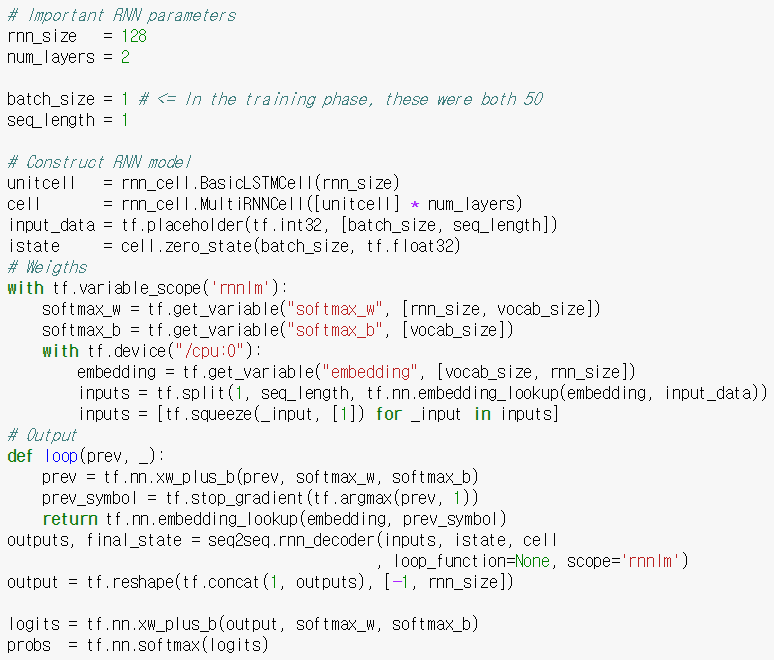 # Important RNN parameters
rnn_size   = 128
num_layers = 2

batch_size = 1 # <= In the training phase, these were both 50
seq_length = 1

# Construct RNN model
unitcell   = rnn_cell.BasicLSTMCell(rnn_size)
cell       = rnn_cell.MultiRNNCell([unitcell] * num_layers)
input_data = tf.placeholder(tf.int32, [batch_size, seq_length])
istate     = cell.zero_state(batch_size, tf.float32)
# Weigths
with tf.variable_scope('rnnlm'):
    softmax_w = tf.get_variable("softmax_w", [rnn_size, vocab_size])
    softmax_b = tf.get_variable("softmax_b", [vocab_size])
    with tf.device("/cpu:0"):
        embedding = tf.get_variable("embedding", [vocab_size, rnn_size])
        inputs = tf.split(1, seq_length, tf.nn.embedding_lookup(embedding, input_data))
        inputs = [tf.squeeze(_input, [1]) for _input in inputs]
# Output
def loop(prev, _):
    prev = tf.nn.xw_plus_b(prev, softmax_w, softmax_b)
    prev_symbol = tf.stop_gradient(tf.argmax(prev, 1))
    return tf.nn.embedding_lookup(embedding, prev_symbol)
outputs, final_state = seq2seq.rnn_decoder(inputs, istate, cell
                                           , loop_function=None, scope='rnnlm')
output = tf.reshape(tf.concat(1, outputs), [-1, rnn_size])

logits = tf.nn.xw_plus_b(output, softmax_w, softmax_b)
probs  = tf.nn.softmax(logits)